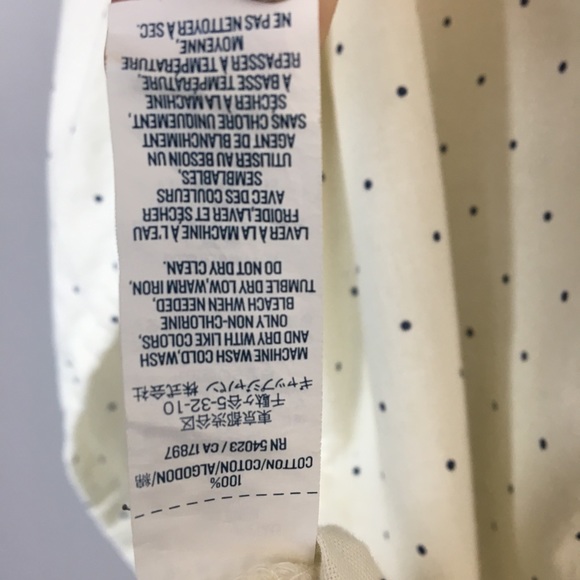 100%
COTTON/COTON/ALGODON/綿
RN 54023 / CA 17897
東京都渋谷区
千駄ケ谷5-32-10
ギャップジャパン 株式会社
MACHINE WASH COLD,WASH
AND DRY WITH LIKE COLORS,
ONLY NON-CHLORINE
BLEACH WHEN NEEDED,
TUMBLE DRY LOW,WARM IRON,
DO NOT DRY CLEAN.
LAVER À LA MACHINE À L'EAU
FROIDE,LAVER ET SÉCHER
AVEC DES COULEURS
SEMBLABLES,
UTILISER AU BESOIN UN
AGENT DE BLANCHIMENT
SANS CHLORE UNIQUEMENT,
SÉCHER À LA MACHINE
À BASSE TEMPÉRATURE,
REPASSER À TEMPÉRATURE
MOYENNE,
NE PAS NETTOYER À SEC.